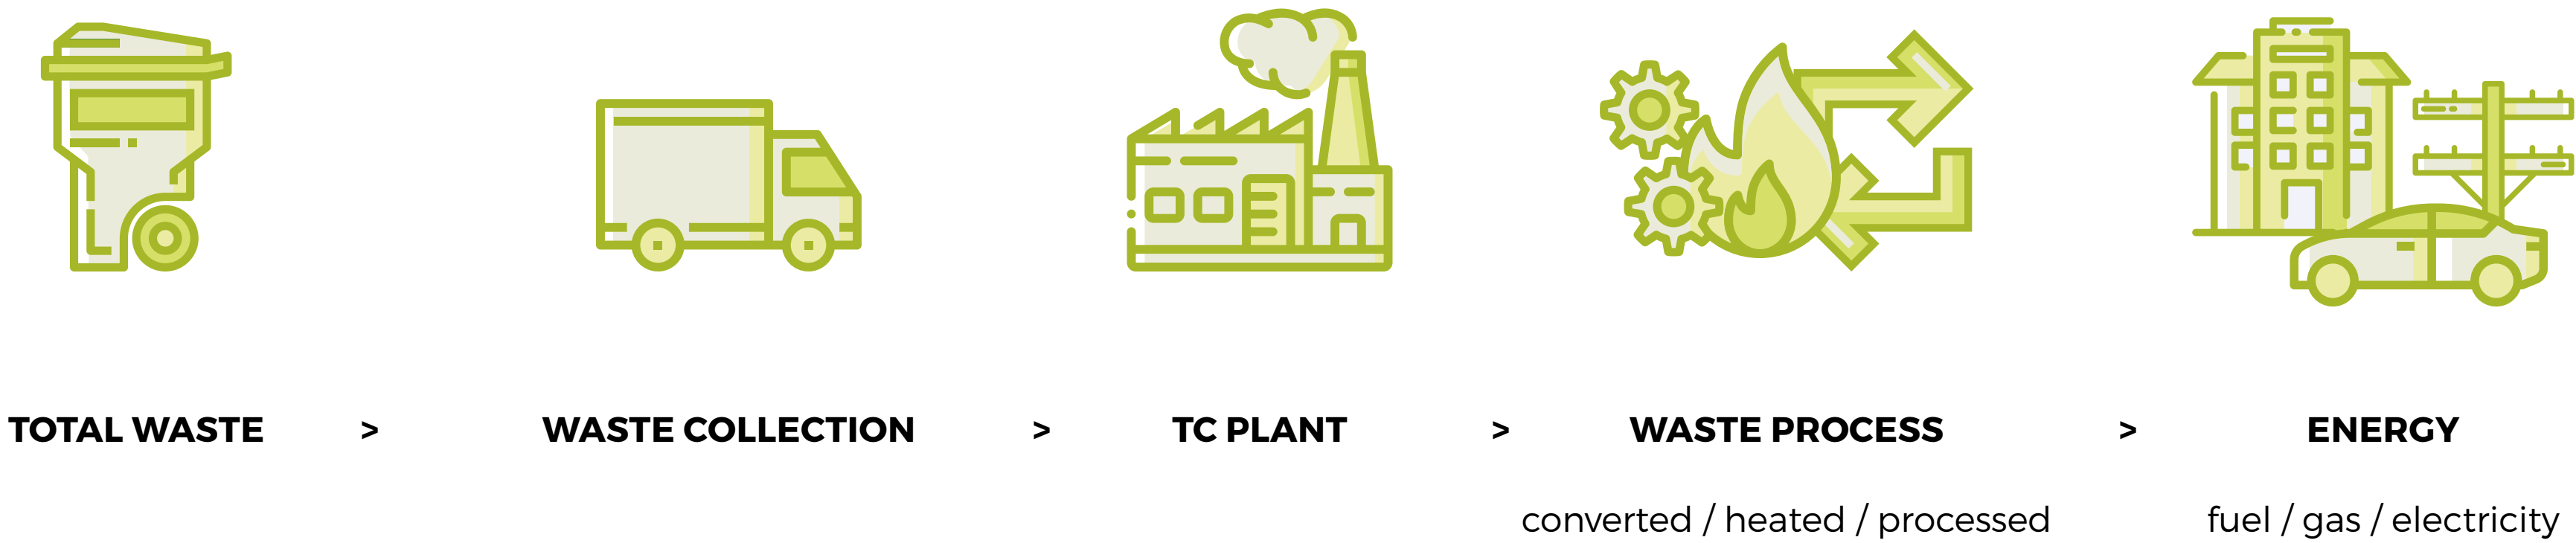 TOTAL WASTE > WASTE COLLECTION > TC PLANT > WASTE PROCESS > ENERGY
converted / heated / processed fuel / gas / electricity